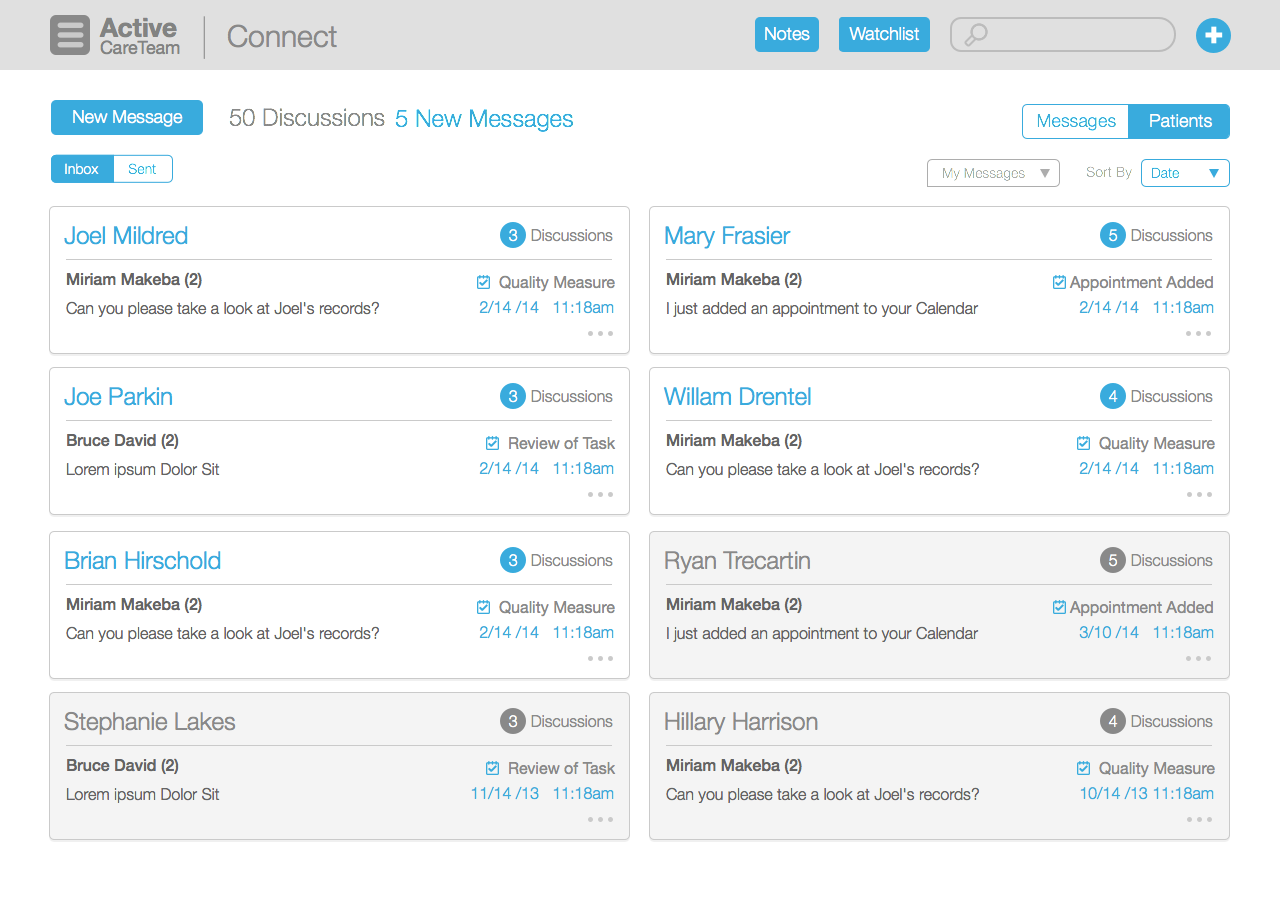 Active
CareTeam
Connect
Notes
Watchlist
New Message
50 Discussions 5 New Messages
Messages
Patients
Inbox
Sent
My Messages ▼
Sort By
Date ▼
Joel Mildred
3 Discussions
Miriam Makeba (2)
Quality Measure
Can you please take a look at Joel's records?
2/14 /14 11:18am
Mary Frasier
5 Discussions
Miriam Makeba (2)
Appointment Added
I just added an appointment to your Calendar
2/14 /14 11:18am
Joe Parkin
3 Discussions
Bruce David (2)
Review of Task
Lorem ipsum Dolor Sit
2/14 /14 11:18am
Willam Drentel
4 Discussions
Miriam Makeba (2)
Quality Measure
Can you please take a look at Joel's records?
2/14 /14 11:18am
Brian Hirschold
3 Discussions
Miriam Makeba (2)
Quality Measure
Can you please take a look at Joel's records?
2/14 /14 11:18am
Ryan Trecartin
5 Discussions
Miriam Makeba (2)
Appointment Added
I just added an appointment to your Calendar
3/10 /14 11:18am
Stephanie Lakes
3 Discussions
Bruce David (2)
Review of Task
Lorem ipsum Dolor Sit
11/14 /13 11:18am
Hillary Harrison
4 Discussions
Miriam Makeba (2)
Quality Measure
Can you please take a look at Joel's records?
10/14 /13 11:18am